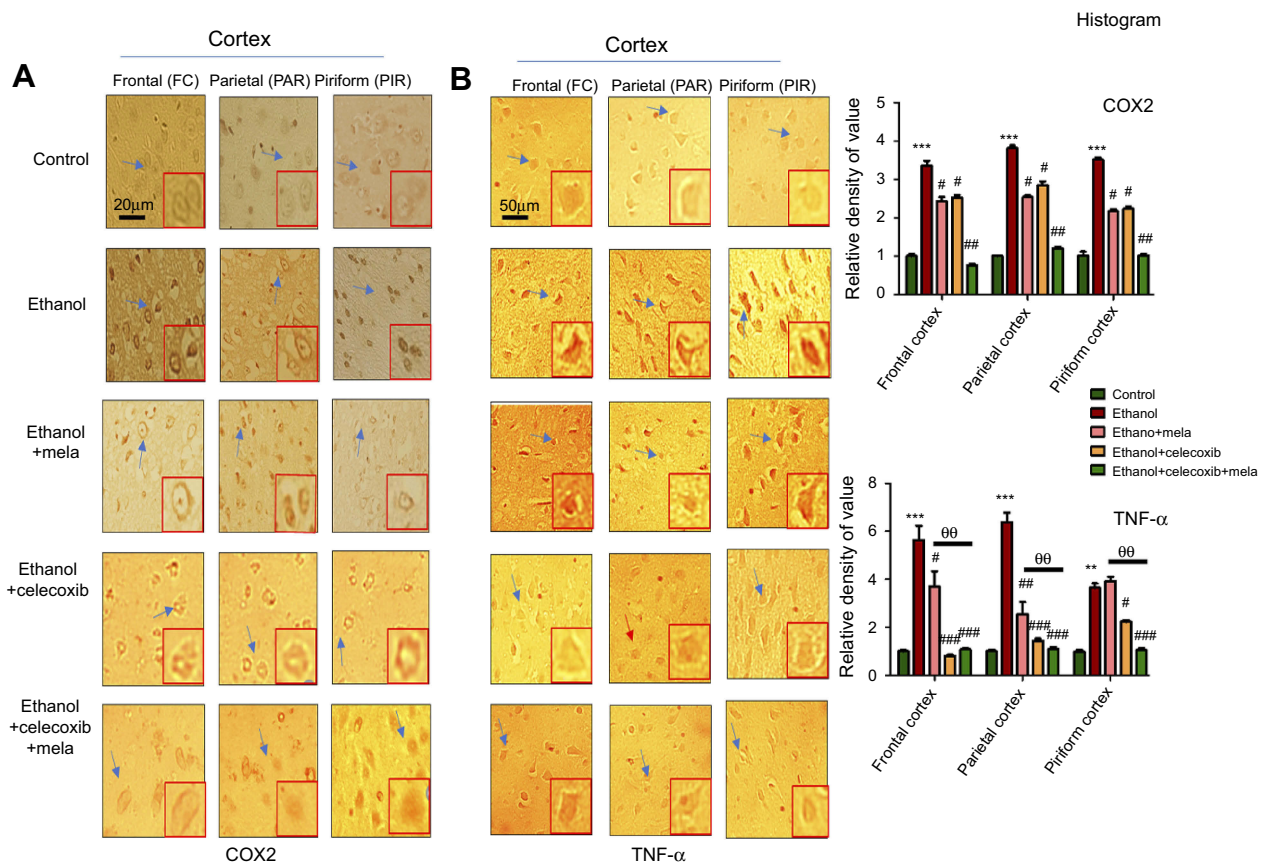 Histogram
A
Cortex
Frontal (FC) Parietal (PAR) Piriform (PIR)
Control
20μm
Ethanol
Ethanol
+mela
Ethanol
+celecoxib
Ethanol
+celecoxib
+mela
COX2
B
Cortex
Frontal (FC) Parietal (PAR) Piriform (PIR)
50μm
TNF-α
COX2
Relative density of value
5
4
3
2
1
0
*** # # ##
*** # # ##
*** # # ##
Frontal cortex
Parietal cortex
Piriform cortex
Control
Ethanol
Ethano+mela
Ethanol+celecoxib
Ethanol+celecoxib+mela
TNF-α
Relative density of value
8
6
4
2
0
*** # ### ### θθ
*** ## ### ### θθ
** # ### θθ
Frontal cortex
Parietal cortex
Piriform cortex